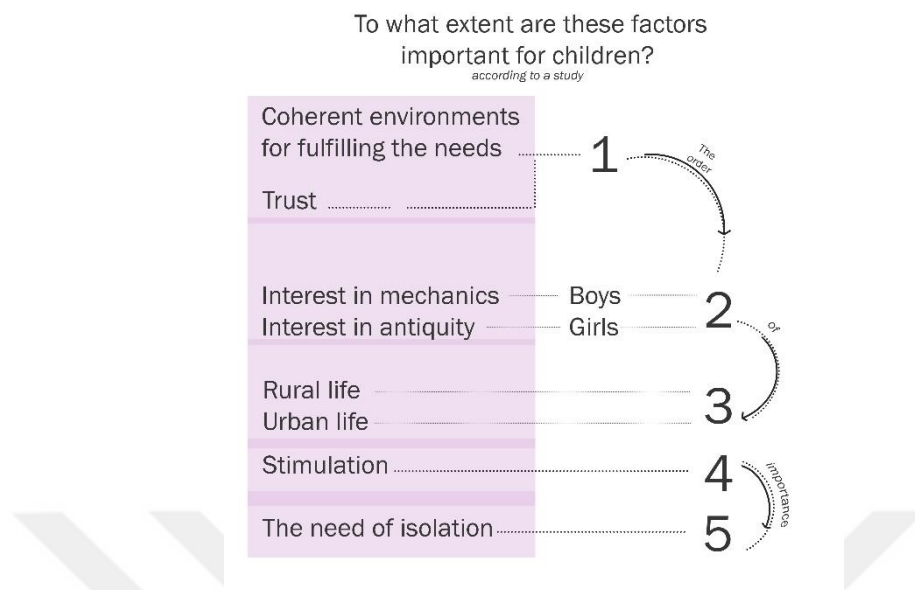 To what extent are these factors
important for children?
according to a study
Coherent environments
for fulfilling the needs
1
The
order
Trust
Interest in mechanics Boys
2
Interest in antiquity Girls
of
Rural life
3
Urban life
Stimulation
4
importance
The need of isolation
5